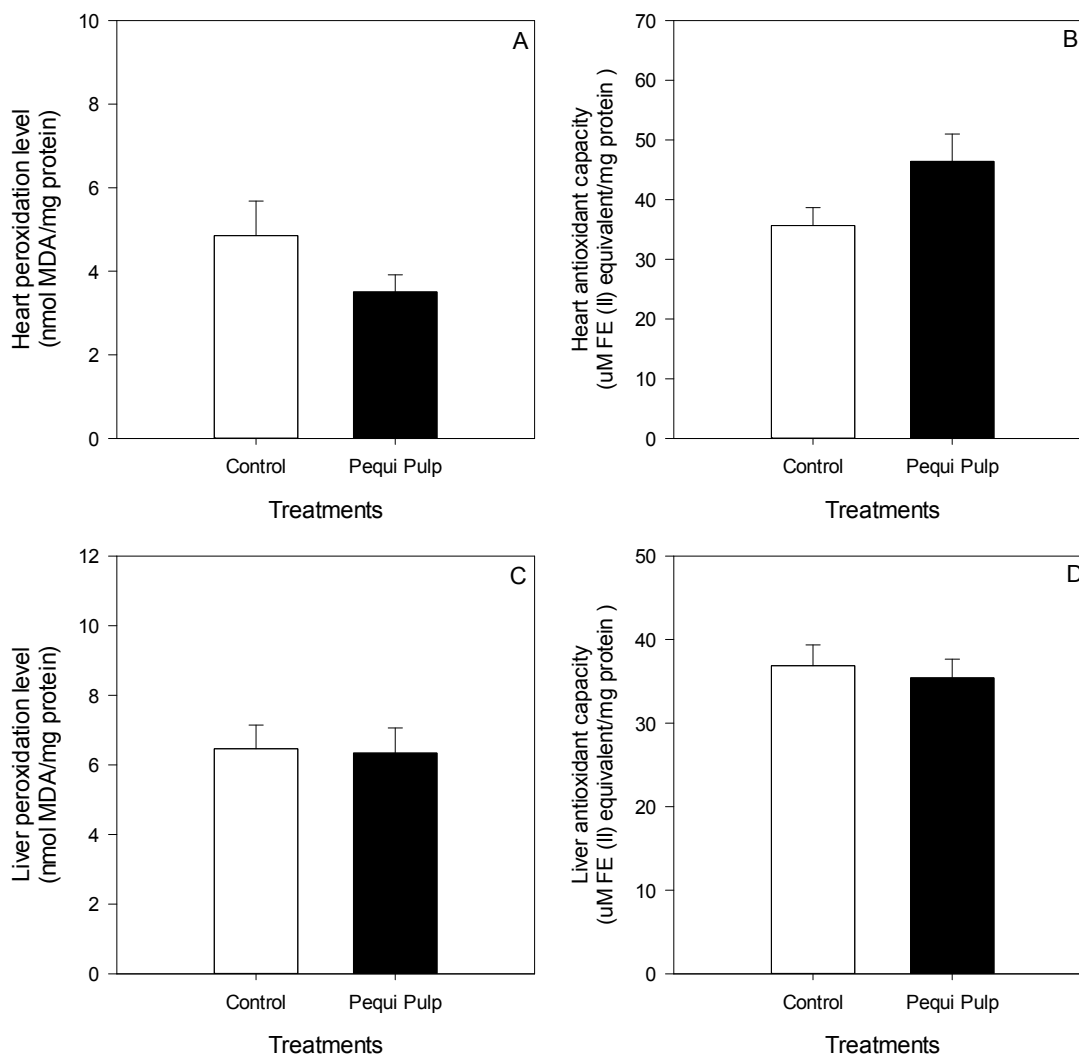 A
Heart peroxidation level
(nmol MDA/mg protein)
10
8
6
4
2
0
Control
Pequi Pulp
Treatments
B
Heart antioxidant capacity
(uM FE (II) equivalent/mg protein )
70
60
50
40
30
20
10
0
Control
Pequi Pulp
Treatments
C
Liver peroxidation level
(nmol MDA/mg protein)
12
10
8
6
4
2
0
Control
Pequi Pulp
Treatments
D
Liver antioxidant capacity
(uM FE (II) equivalent/mg protein )
50
40
30
20
10
0
Control
Pequi Pulp
Treatments